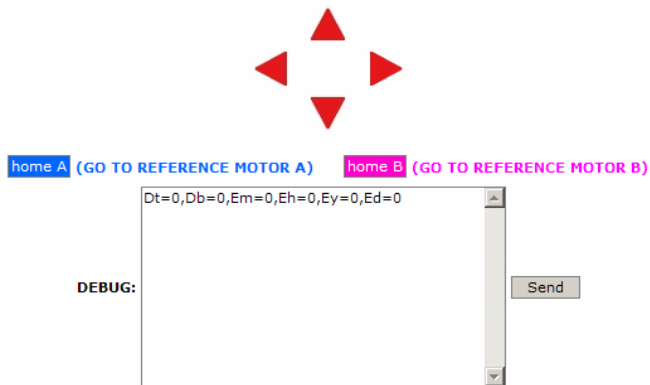 home A (GO TO REFERENCE MOTOR A) home B (GO TO REFERENCE MOTOR B)
Dt=0,Db=0,Em=0,Eh=0,Ey=0,Ed=0
DEBUG: Send